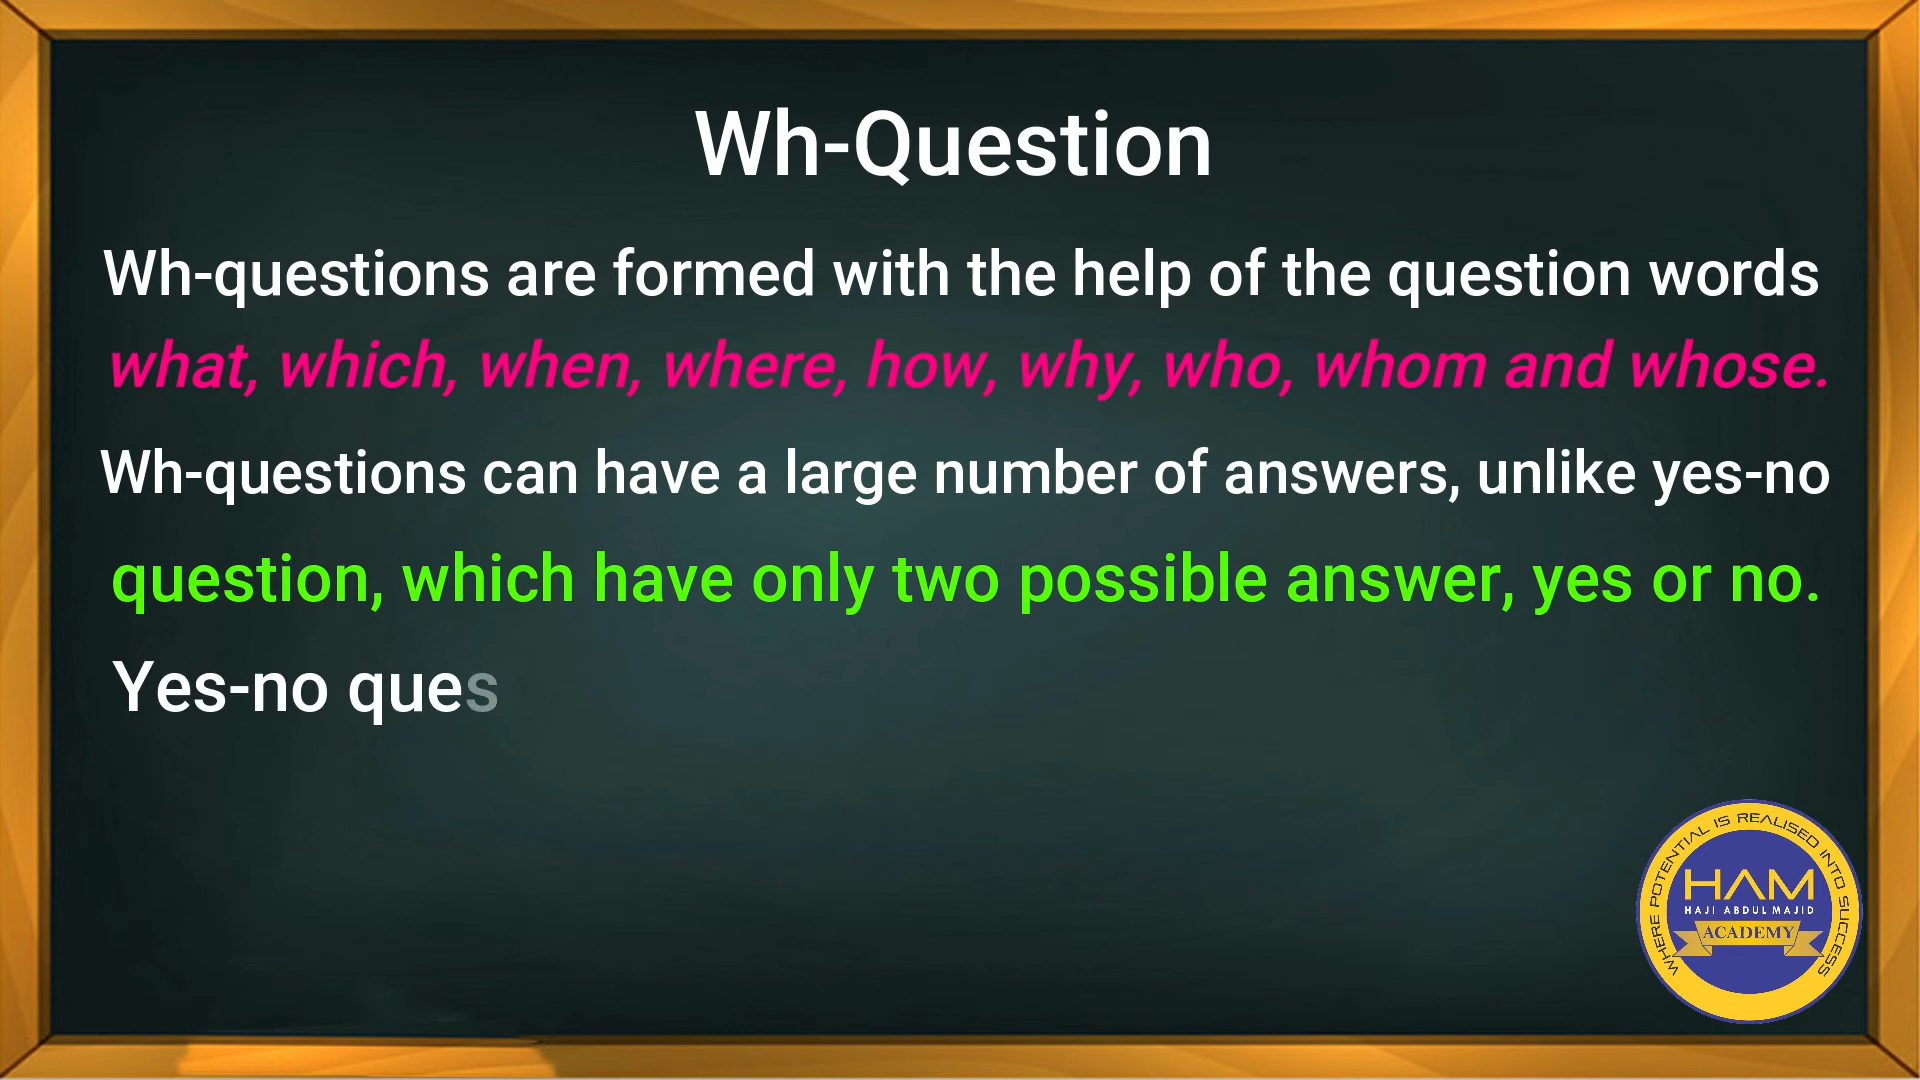 Wh-Question
Wh-questions are formed with the help of the question words
what, which, when, where, how, why, who, whom and whose.
Wh-questions can have a large number of answers, unlike yes-no
question, which have only two possible answer, yes or no.
Yes-no ques
WHERE POTENTIAL IS REALISED INTO SUCCESS
HAM
HAJI ABDUL MAJID
ACADEMY